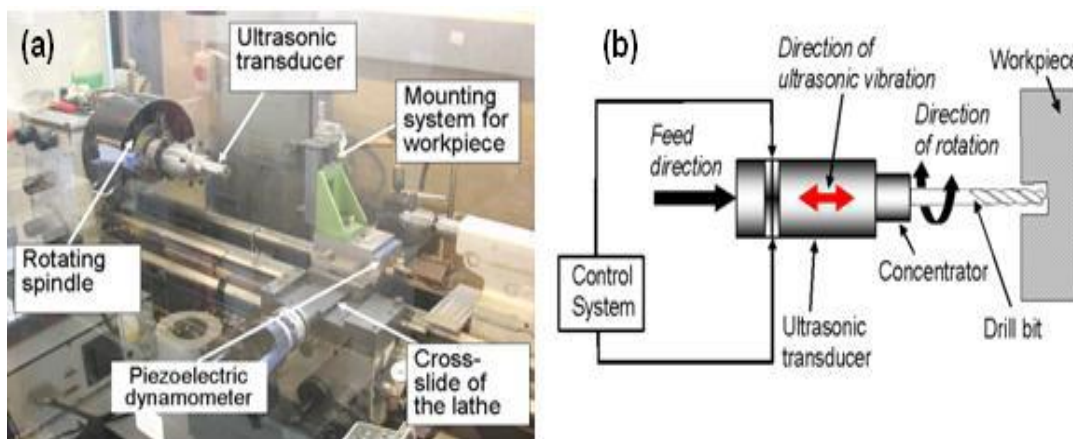 (a)
Ultrasonic
transducer
Mounting
system for
workpiece
Rotating
spindle
Piezoelectric
dynamometer
Cross-
slide of
the lathe
(b)
Direction of
ultrasonic vibration
Workpiece
Feed
direction
Direction
of rotation
Control
System
Concentrator
Ultrasonic
transducer
Drill bit